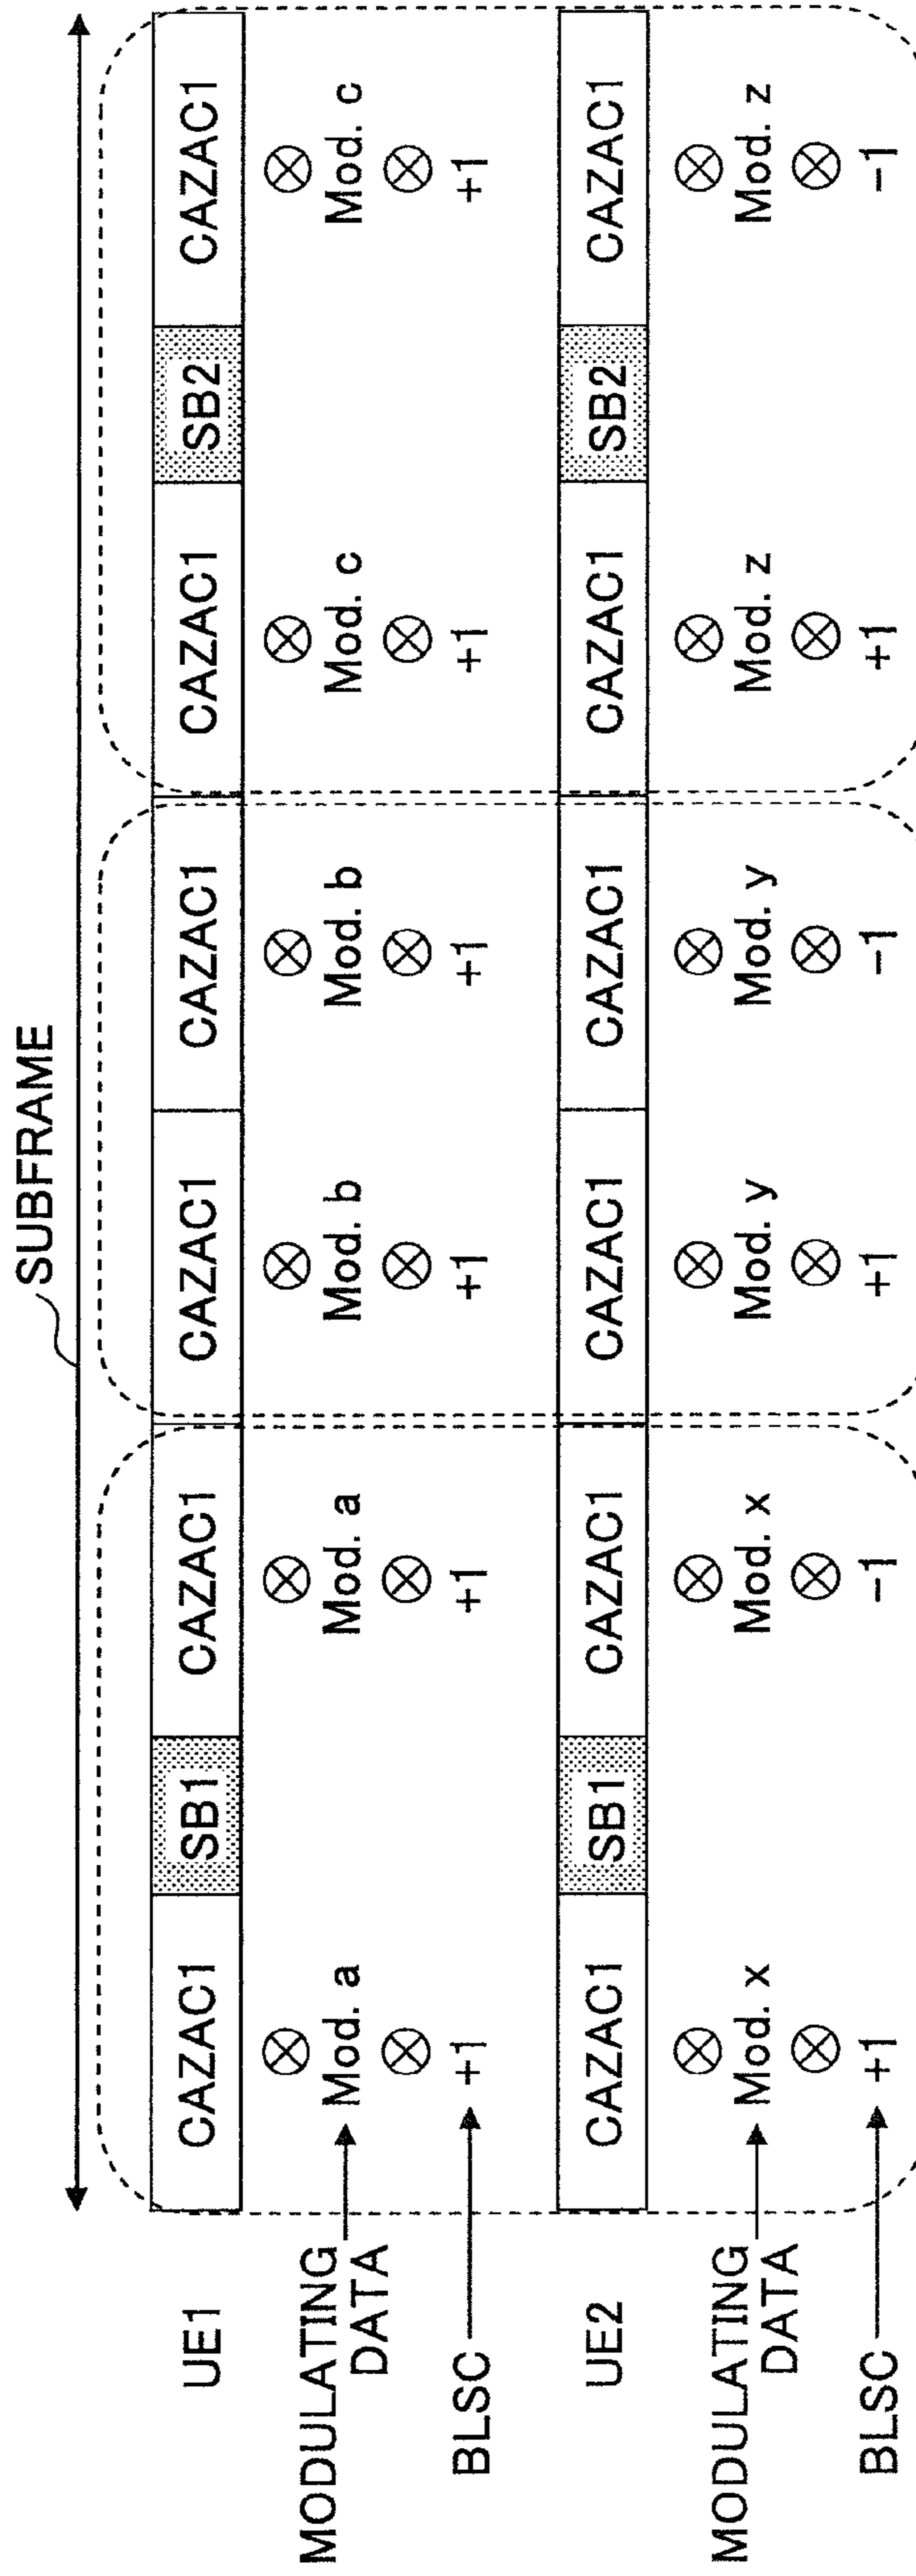 SUBFRAME
UE1 CAZAC1 SB1 CAZAC1 CAZAC1 CAZAC1 CAZAC1 SB2 CAZAC1
MODULATING DATA Mod. a Mod. a Mod. b Mod. b Mod. c Mod. c
BLSC +1 +1 +1 +1 +1 +1
UE2 CAZAC1 SB1 CAZAC1 CAZAC1 CAZAC1 CAZAC1 SB2 CAZAC1
MODULATING DATA Mod. x Mod. x Mod. y Mod. y Mod. z Mod. z
BLSC +1 -1 +1 -1 +1 -1